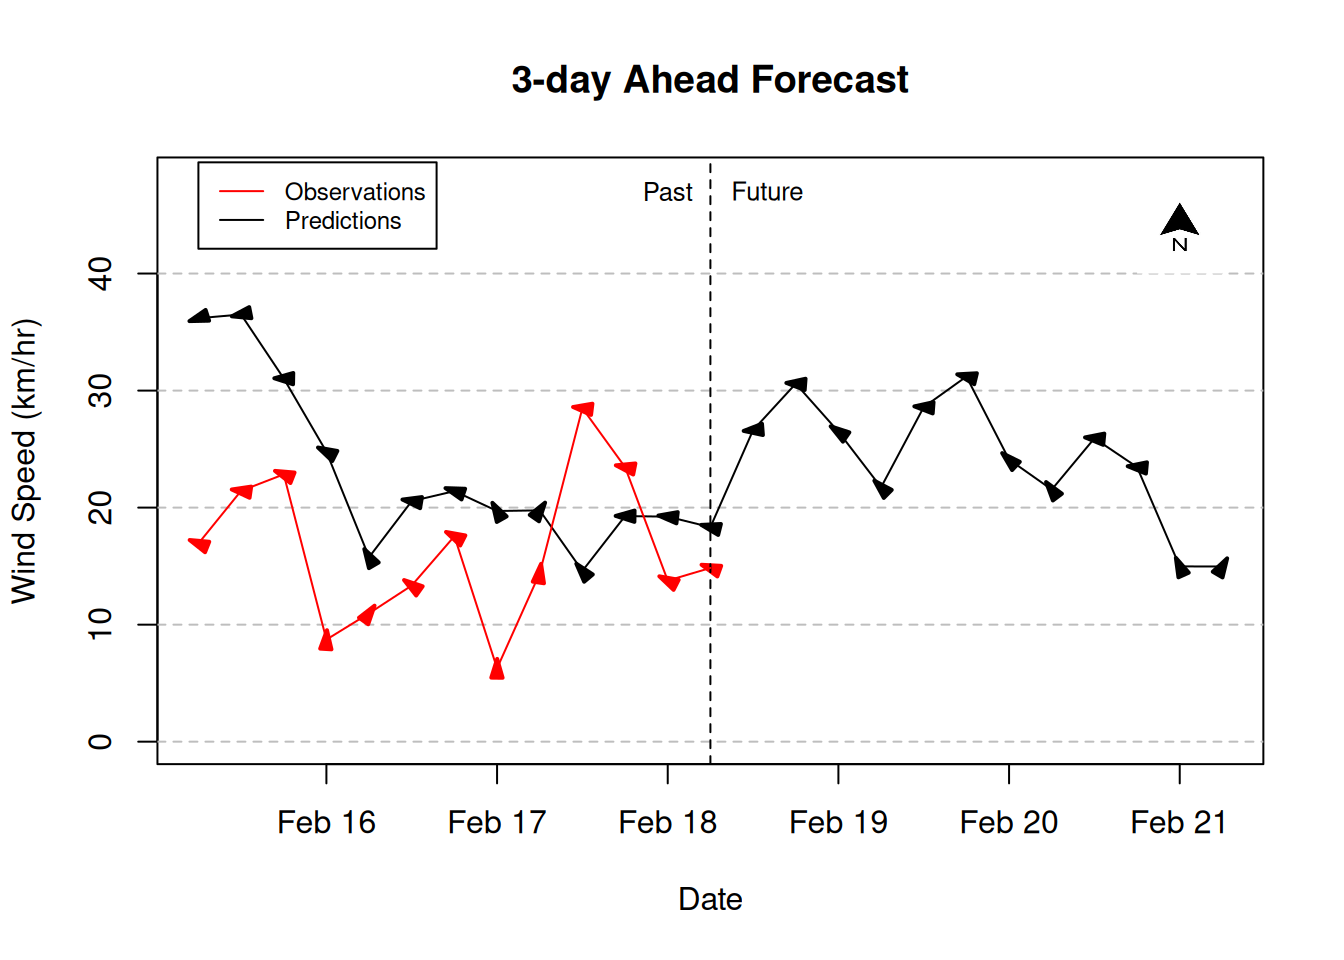 3-day Ahead Forecast
Observations
Predictions
Past
Future
N
40
30
20
10
0
Wind Speed (km/hr)
Feb 16
Feb 17
Feb 18
Feb 19
Feb 20
Feb 21
Date